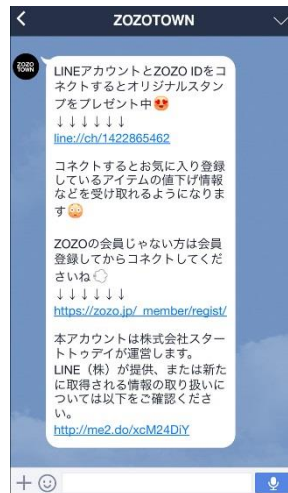 ZOZOTOWN
ZOZO
TOWN
LINEアカウントとZOZO IDをコ
ネクトするとオリジナルスタン
プをプレゼント中😍
↓↓↓↓↓↓
line://ch/1422865462
コネクトするとお気に入り登録
しているアイテムの値下げ情報
などを受け取れるようになりま
す😳
ZOZOの会員じゃない方は会員
登録してからコネクトしてくだ
さいね💨
↓↓↓↓↓↓
https://zozo.jp/_member/regist/
本アカウントは株式会社スター
トトゥデイが運営します。
LINE（株）が提供、または新た
に取得される情報の取り扱いに
ついては以下をご確認くださ
い。
http://me2.do/xcM24DiY